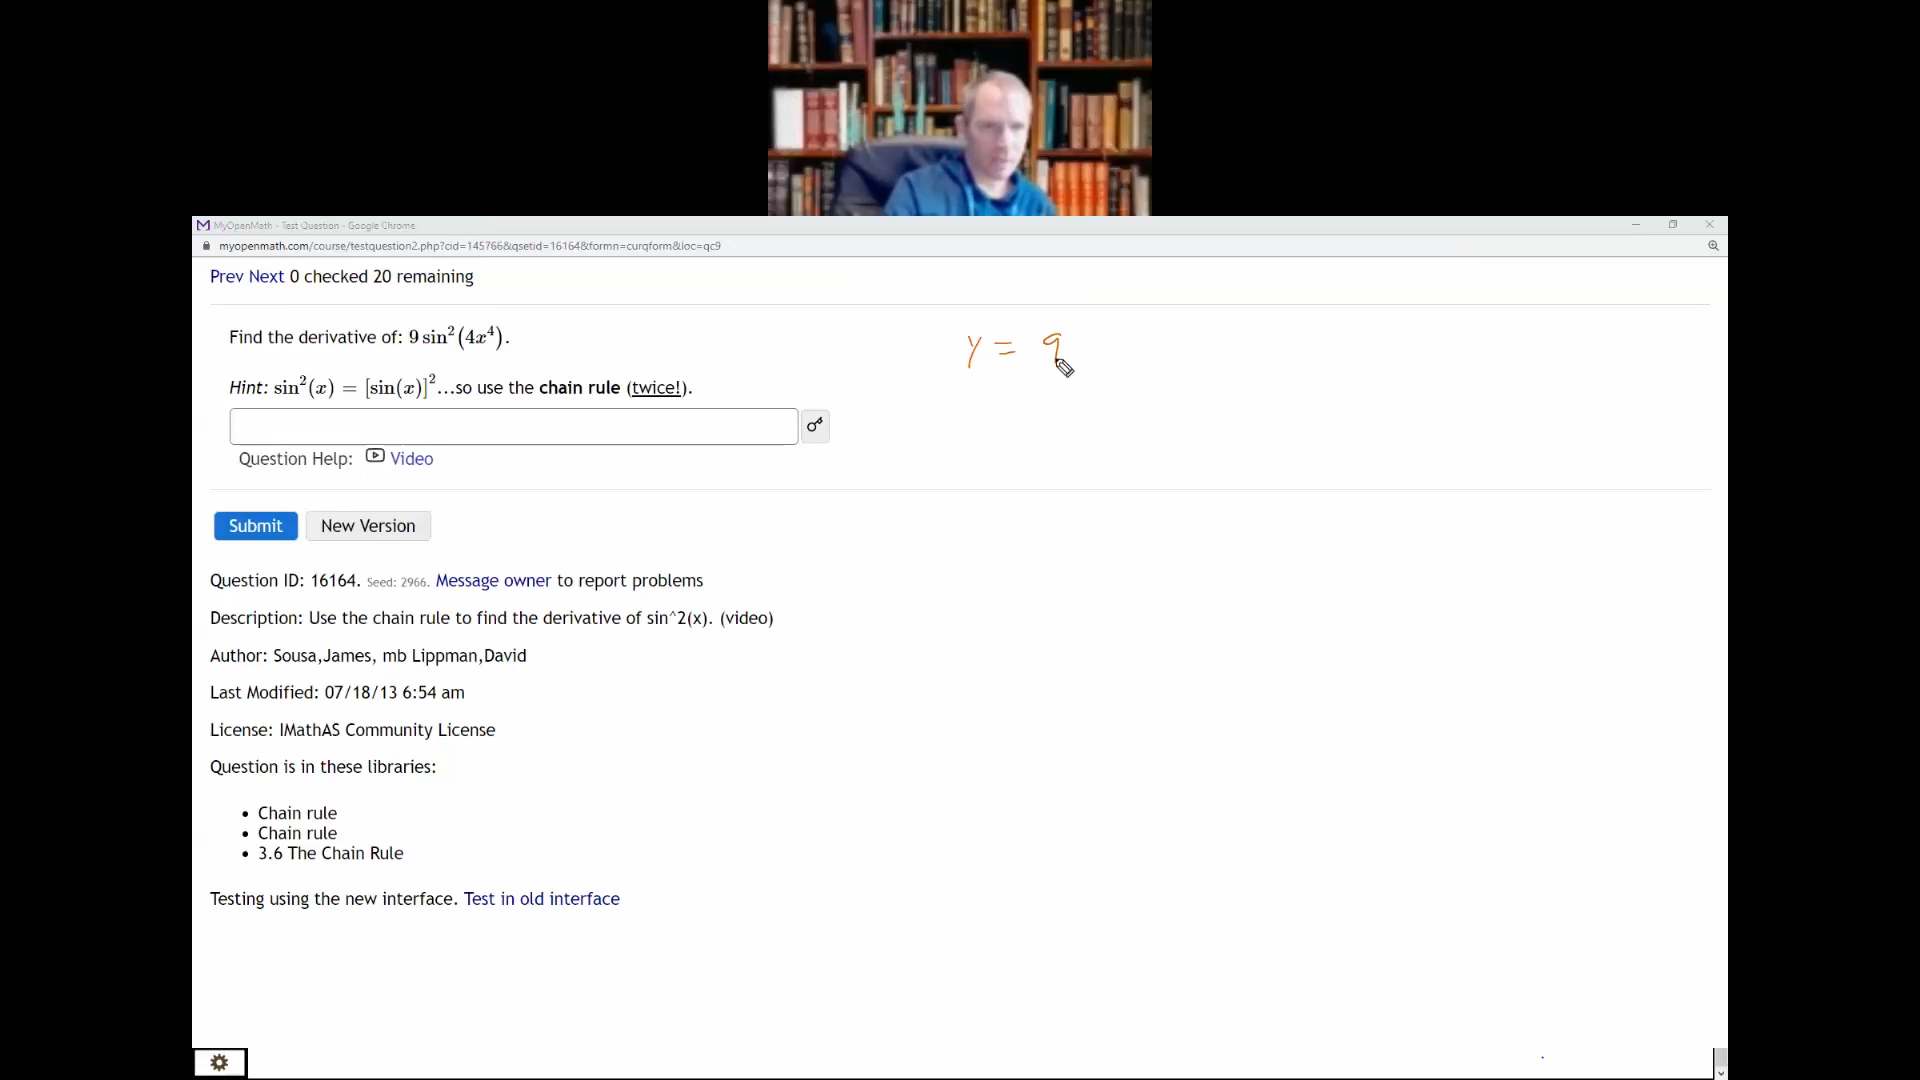 MyOpenMath - Test Question - Google Chrome
myopenmath.com/course/testquestion2.php?cid=145766&qsetid=16164&formn=curqform&loc=qc9
Prev Next 0 checked 20 remaining
Find the derivative of: 9 sin²(4x⁴).
y = 9
Hint: sin²(x) = [sin(x)]²...so use the chain rule (twice!).
Question Help: Video
Submit New Version
Question ID: 16164. Seed: 2966. Message owner to report problems
Description: Use the chain rule to find the derivative of sin^2(x). (video)
Author: Sousa,James, mb Lippman,David
Last Modified: 07/18/13 6:54 am
License: IMathAS Community License
Question is in these libraries:
• Chain rule
• Chain rule
• 3.6 The Chain Rule
Testing using the new interface. Test in old interface